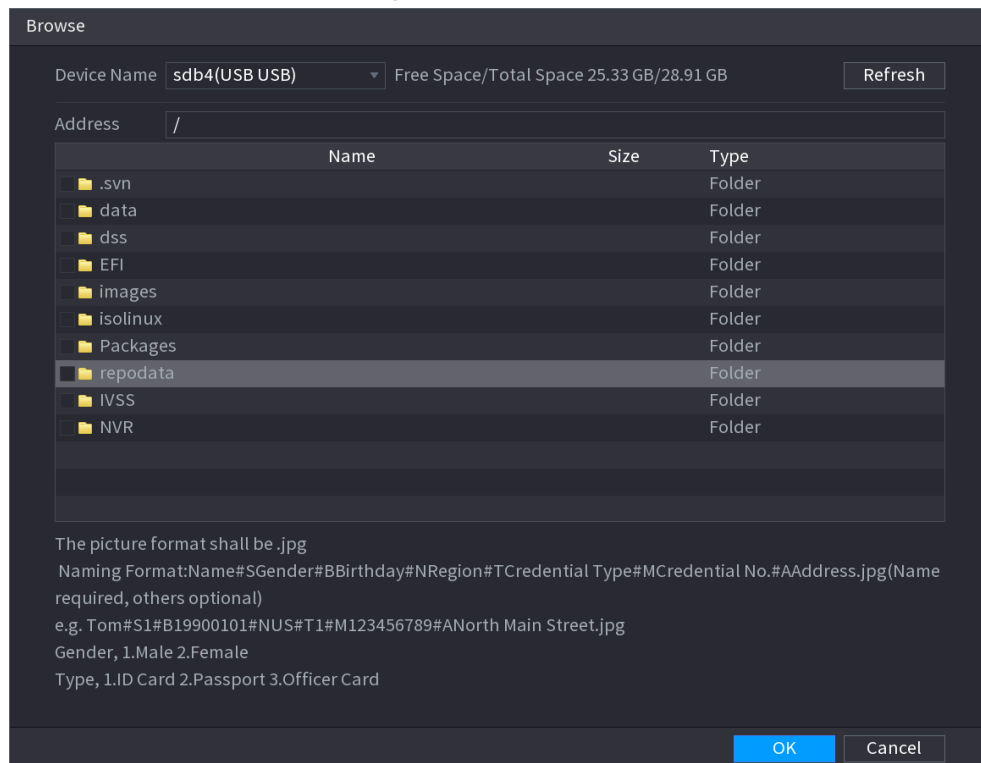 Browse
Device Name sdb4(USB USB) Free Space/Total Space 25.33 GB/28.91 GB Refresh
Address /
Name Size Type
.svn Folder
data Folder
dss Folder
EFI Folder
images Folder
isolinux Folder
Packages Folder
repodata Folder
IVSS Folder
NVR Folder
The picture format shall be .jpg
Naming Format:Name#SGender#BBirthday#NRegion#TCredential Type#MCredential No.#AAddress.jpg(Name
required, others optional)
e.g. Tom#S1#B19900101#NUS#T1#M123456789#ANorth Main Street.jpg
Gender, 1.Male 2.Female
Type, 1.ID Card 2.Passport 3.Officer Card
OK Cancel